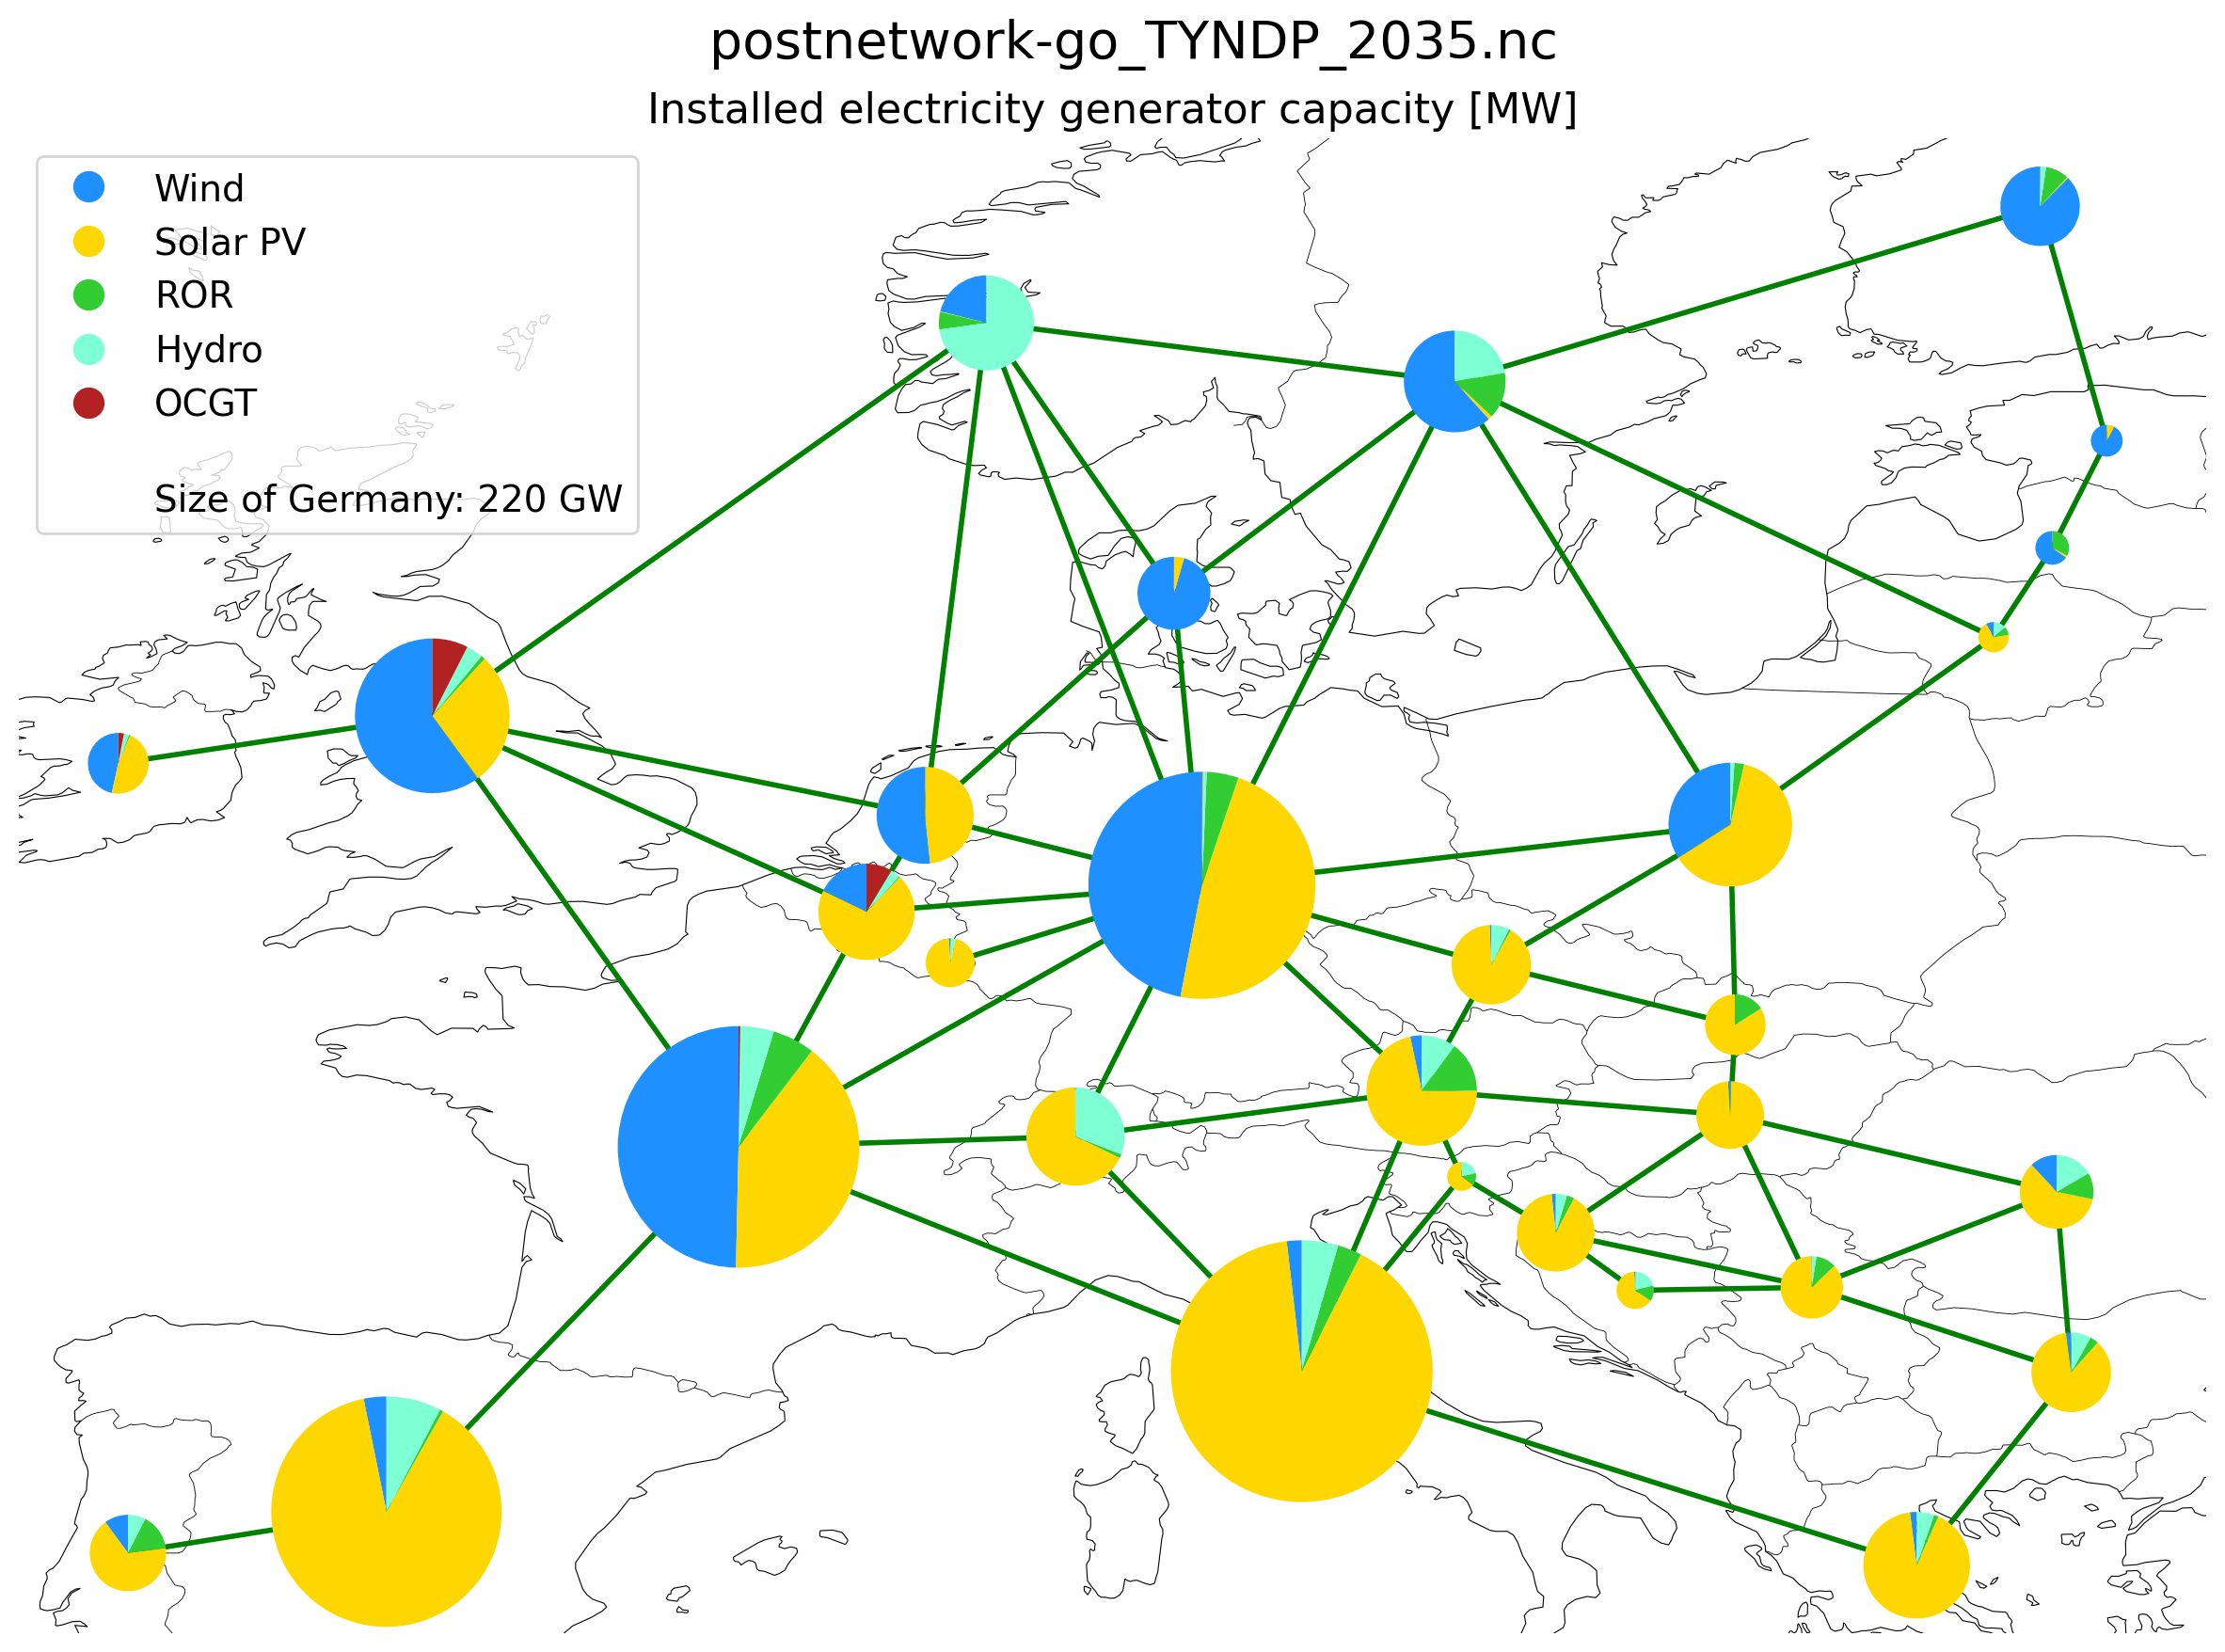 postnetwork-go_TYNDP_2035.nc
Installed electricity generator capacity [MW]
Wind
Solar PV
ROR
Hydro
OCGT
Size of Germany: 220 GW